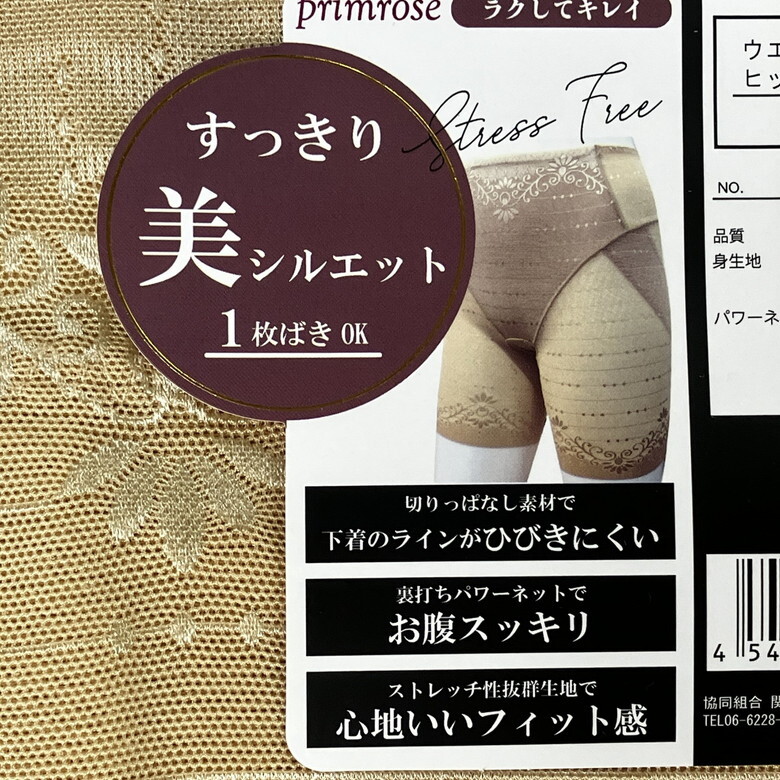 primrose ラクしてキレイ
Stress Free
すっきり
美シルエット
1枚ばき OK
切りっぱなし素材で
下着のラインがひびきにくい
裏打ちパワーネットで
お腹スッキリ
ストレッチ性抜群生地で
心地いいフィット感
ウエ
ヒッ
NO.
品質
身生地
パワーネ
4 54
協同組合 関
TEL06-6228-